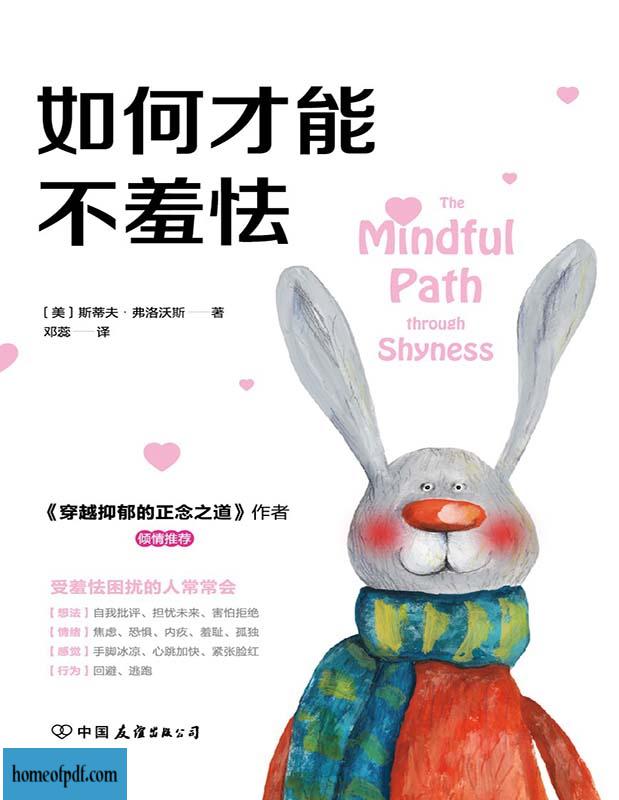 如何才能
不羞怯
The
Mindful
Path
through
Shyness
［美］斯蒂夫·弗洛沃斯——著
邓蕊——译
《穿越抑郁的正念之道》作者
倾情推荐
受羞怯困扰的人常常会
【想法】自我批评、担忧未来、害怕拒绝
【情绪】焦虑、恐惧、内疚、羞耻、孤独
【感觉】手脚冰凉、心跳加快、紧张脸红
【行为】回避、逃跑
中国友谊出版公司
homeofpdf.com